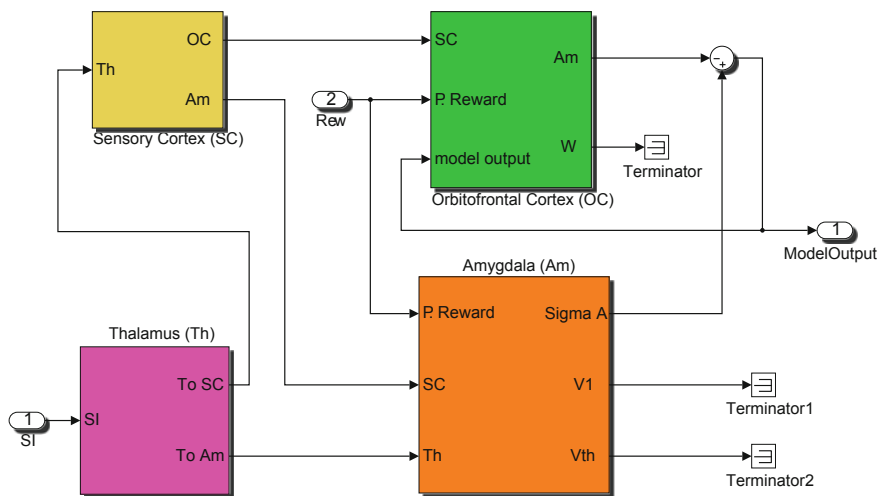 OC
Th
Am
Sensory Cortex (SC)
2
Rew
SC
Am
P. Reward
W
model output
Orbitofrontal Cortex (OC)
-
+
Terminator
1
ModelOutput
Amygdala (Am)
P. Reward
Sigma A
SC
V1
Th
Vth
Terminator1
Terminator2
Thalamus (Th)
To SC
SI
To Am
1
SI